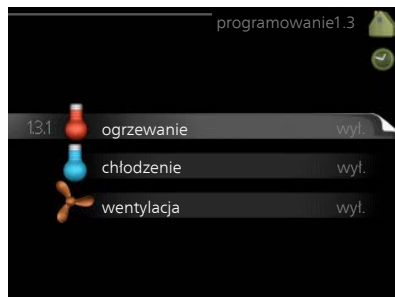 programowanie1.3
1.3.1 ogrzewanie wył.
chłodzenie wył.
wentylacja wył.